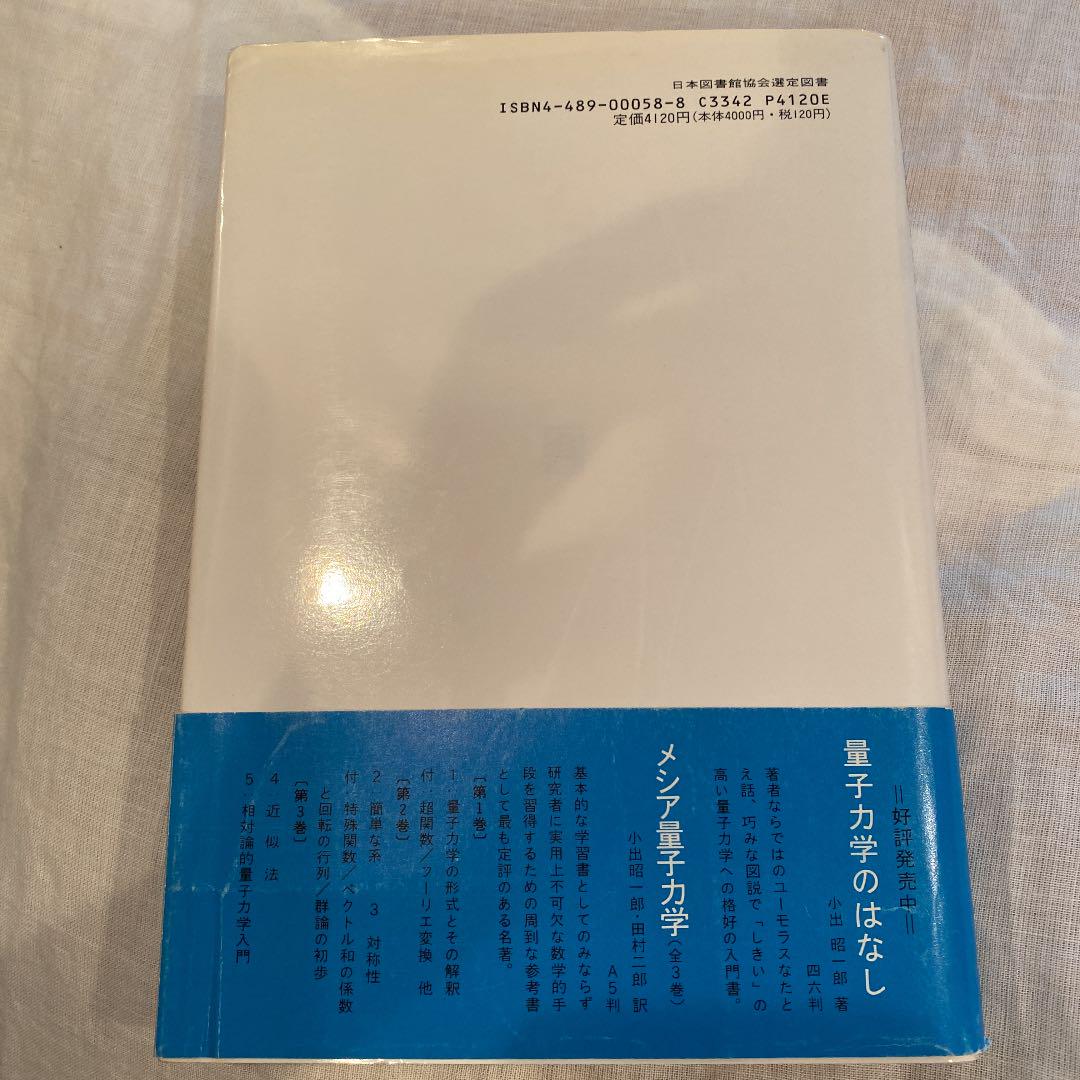 日本図書館協会選定図書
ISBN4-489-00058-8 C3342 P4120E
定価4120円(本体4000円・税120円)
=好評発売中=
量子力学のはなし
小出昭一郎 著
四六判
著者ならではのユーモラスなたと
え話、巧みな図説で「しきい」の
高い量子力学への格好の入門書。
メシア量子力学(全3巻)
小出昭一郎・田村二郎 訳
A5判
基本的な学習書としてのみならず
研究者に実用上不可欠な数学的手
段を習得するための周到な参考書
として最も定評のある名著。
〔第1巻〕
1．量子力学の形式とその解釈
付．超関数/フーリエ変換 他
〔第2巻〕
2．簡単な系 3 対称性
付．特殊関数/ベクトル和の係数
と回転の行列/群論の初歩
〔第3巻〕
4 近似法
5．相対論的量子力学入門